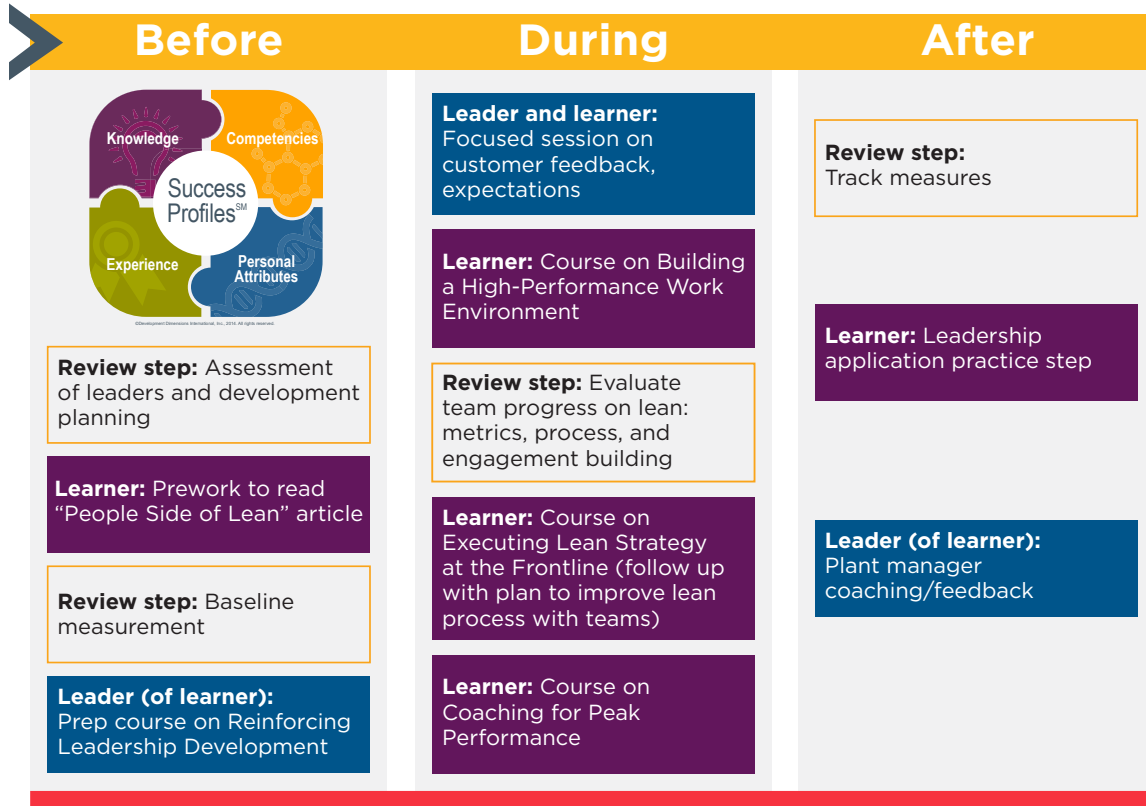 Before
Knowledge
Competencies
Success
Profiles℠
Experience
Personal
Attributes
©Development Dimensions International, Inc., 2014. All rights reserved.
Review step: Assessment
of leaders and development
planning
Learner: Prework to read
“People Side of Lean” article
Review step: Baseline
measurement
Leader (of learner):
Prep course on Reinforcing
Leadership Development
During
Leader and learner:
Focused session on
customer feedback,
expectations
Learner: Course on Building
a High-Performance Work
Environment
Review step: Evaluate
team progress on lean:
metrics, process, and
engagement building
Learner: Course on
Executing Lean Strategy
at the Frontline (follow up
with plan to improve lean
process with teams)
Learner: Course on
Coaching for Peak
Performance
After
Review step:
Track measures
Learner: Leadership
application practice step
Leader (of learner):
Plant manager
coaching/feedback